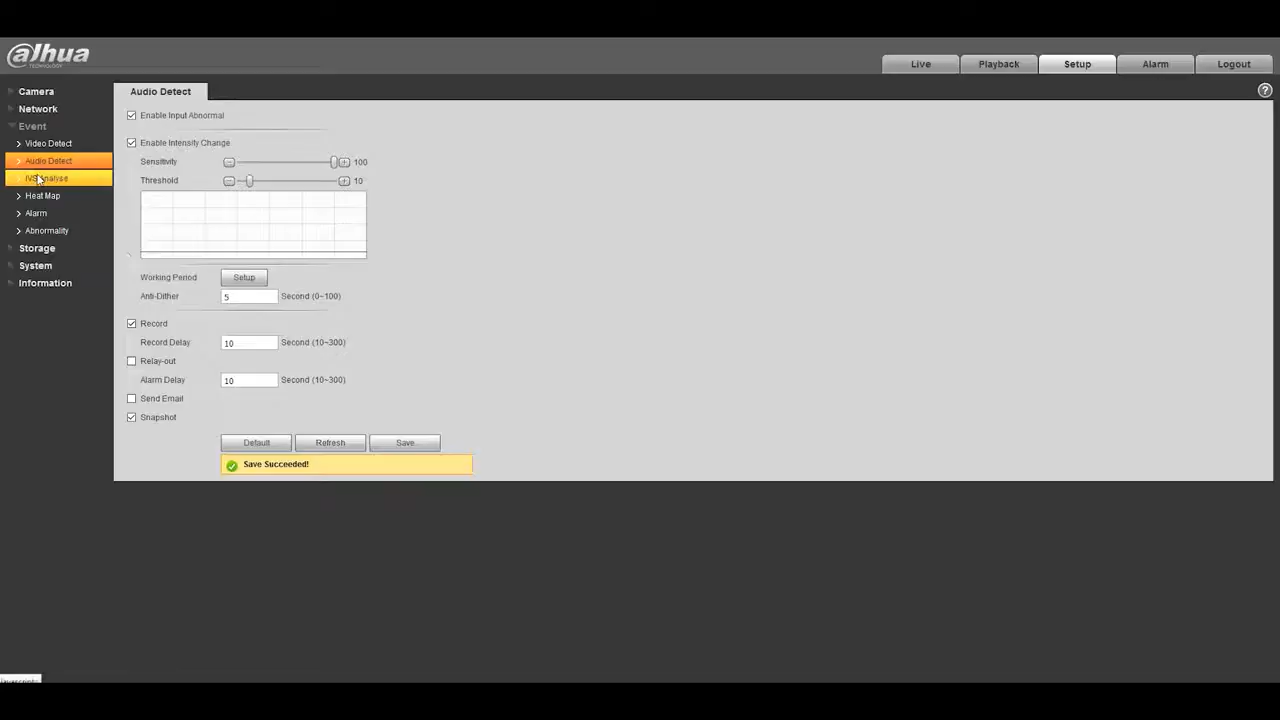 alhua
TECHNOLOGY
Live
Playback
Setup
Alarm
Logout
Camera
Network
Event
Video Detect
Audio Detect
IVS Analyse
Heat Map
Alarm
Abnormality
Storage
System
Information
Audio Detect
Enable Input Abnormal
Enable Intensity Change
Sensitivity 100
Threshold 10
Working Period Setup
Anti-Dither 5 Second (0~100)
Record
Record Delay 10 Second (10~300)
Relay-out
Alarm Delay 10 Second (10~300)
Send Email
Snapshot
Default Refresh Save
Save Succeeded!